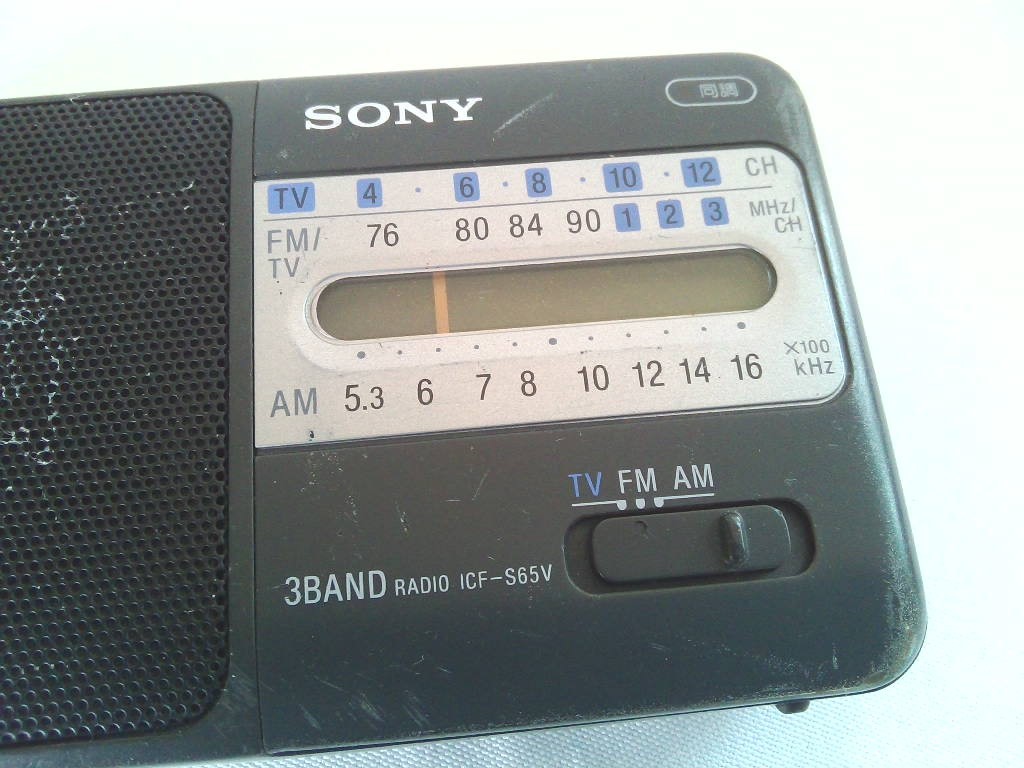 SONY
同調
TV 4 · 6 · 8 · 10 · 12 CH
FM/TV 76 80 84 90 1 2 3 MHz/CH
AM 5.3 6 7 8 10 12 14 16 ×100 kHz
TV FM AM
3BAND RADIO ICF-S65V